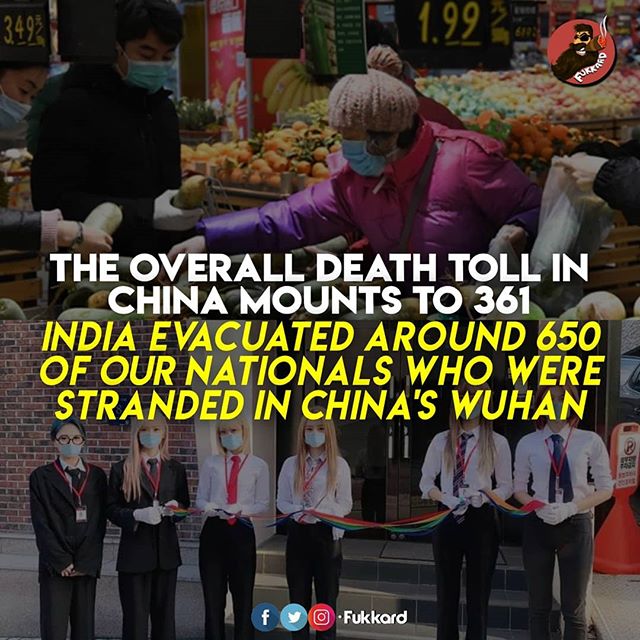 3.49
1.99
FUKKARD
THE OVERALL DEATH TOLL IN
CHINA MOUNTS TO 361
INDIA EVACUATED AROUND 650
OF OUR NATIONALS WHO WERE
STRANDED IN CHINA'S WUHAN
-Fukkard